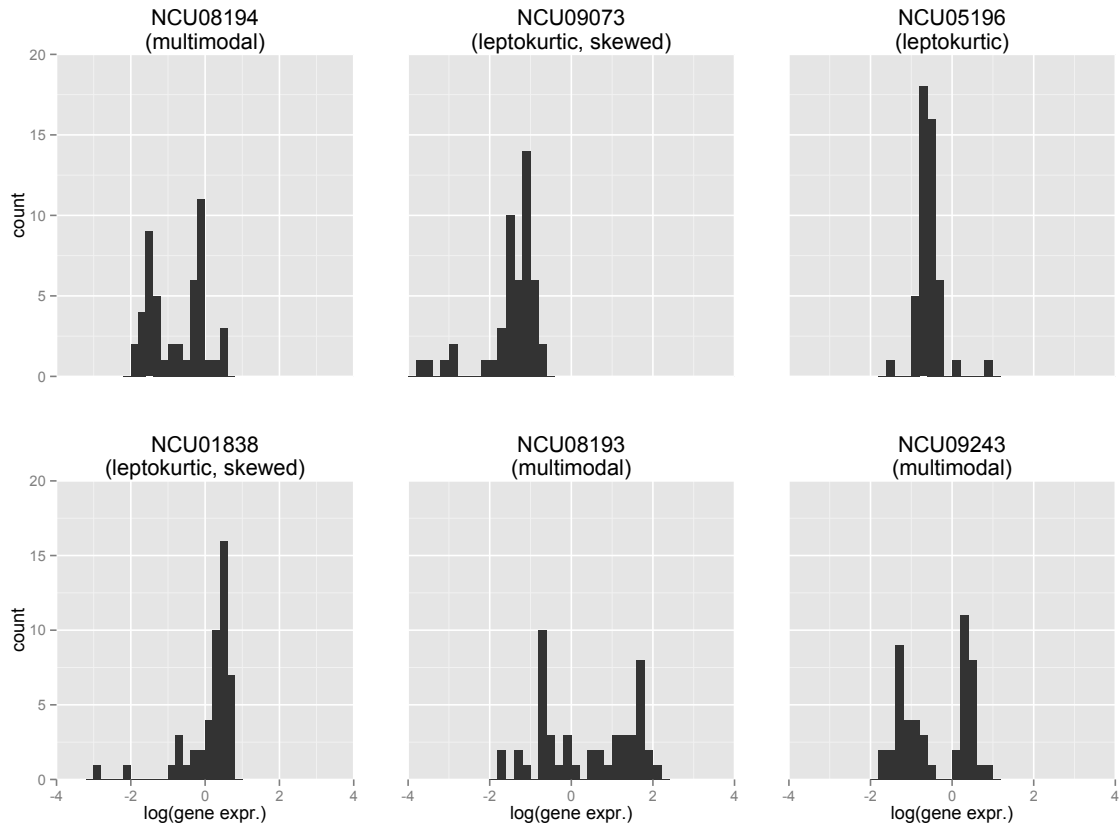 NCU08194
(multimodal)
NCU09073
(leptokurtic, skewed)
NCU05196
(leptokurtic)
20
15
10
5
0
count
NCU01838
(leptokurtic, skewed)
NCU08193
(multimodal)
NCU09243
(multimodal)
20
15
10
5
0
count
-4 -2 0 2 4
-4 -2 0 2 4
-4 -2 0 2 4
log(gene expr.)
log(gene expr.)
log(gene expr.)